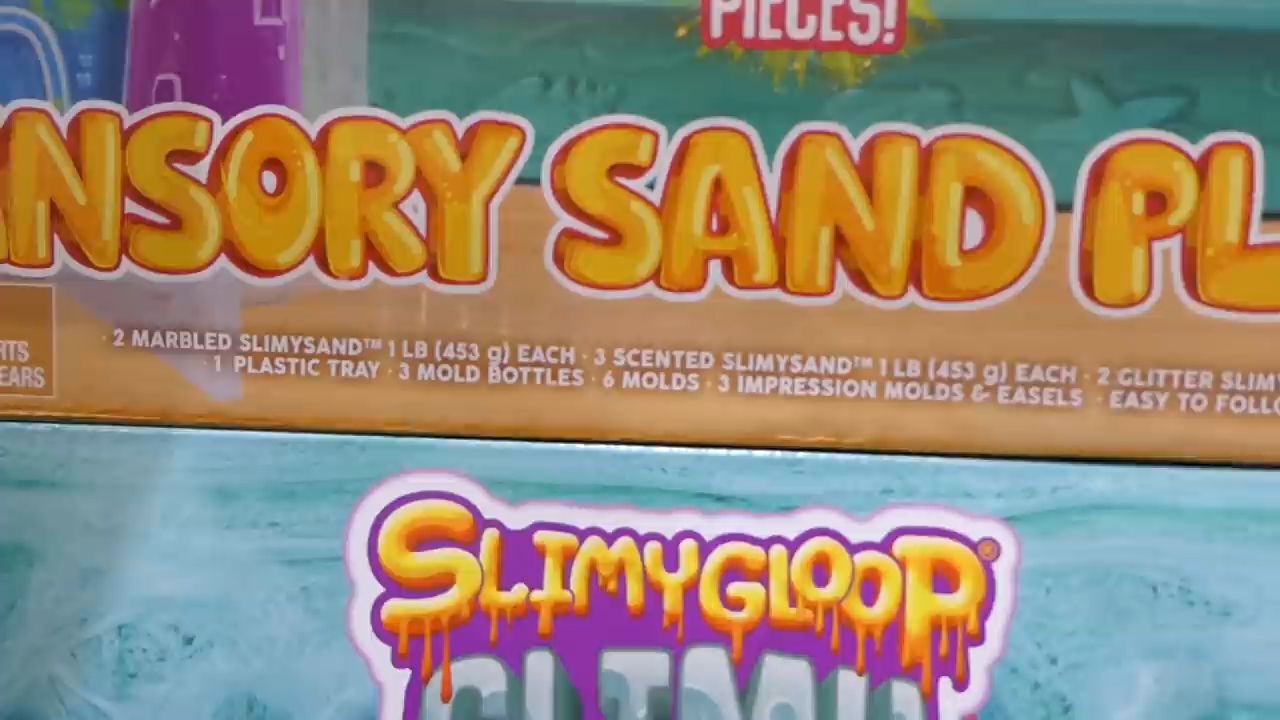 PIECES!
NSORY SAND PL
RTS
EARS
· 2 MARBLED SLIMYSAND™ 1 LB (453 g) EACH · 3 SCENTED SLIMYSAND™ 1 LB (453 g) EACH · 2 GLITTER SLIMY
· 1 PLASTIC TRAY · 3 MOLD BOTTLES · 6 MOLDS · 3 IMPRESSION MOLDS & EASELS · EASY TO FOLLO
SLIMYGLOOP®